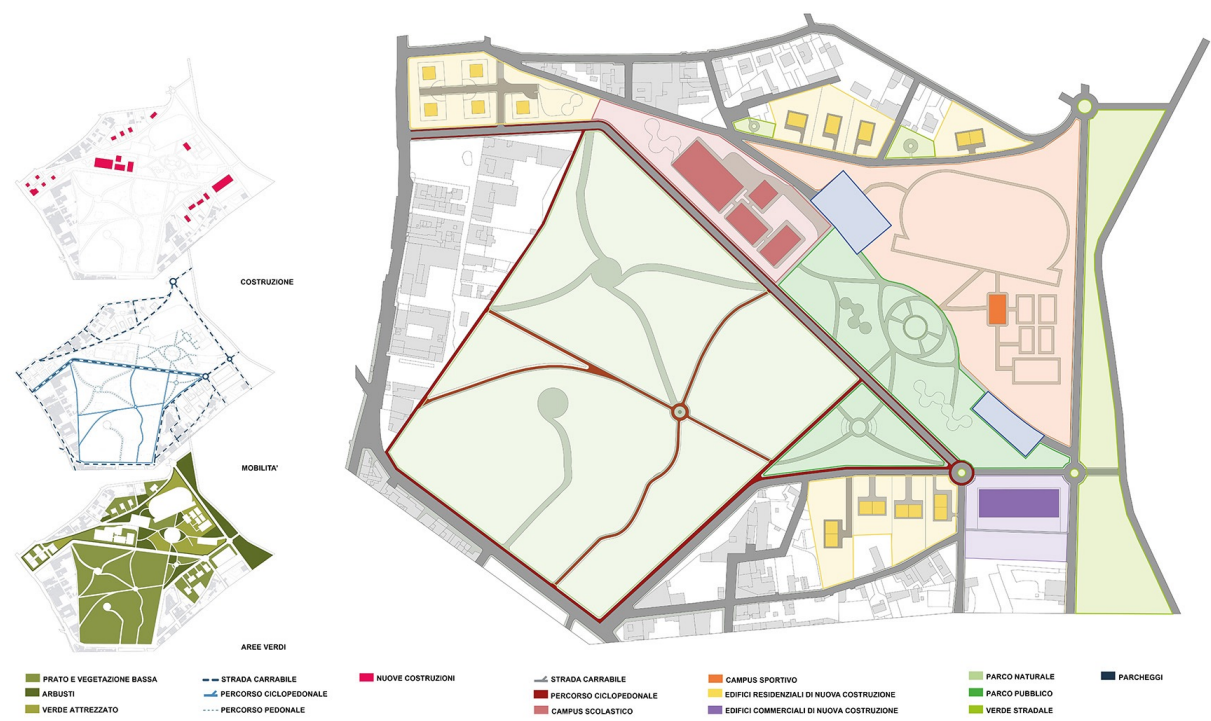 COSTRUZIONE
MOBILITA'
AREE VERDI
PRATO E VEGETAZIONE BASSA
ARBUSTI
VERDE ATTREZZATO
STRADA CARRABILE
PERCORSO CICLOPEDONALE
PERCORSO PEDONALE
NUOVE COSTRUZIONI
STRADA CARRABILE
PERCORSO CICLOPEDONALE
CAMPUS SCOLASTICO
CAMPUS SPORTIVO
EDIFICI RESIDENZIALI DI NUOVA COSTRUZIONE
EDIFICI COMMERCIALI DI NUOVA COSTRUZIONE
PARCO NATURALE
PARCO PUBBLICO
VERDE STRADALE
PARCHEGGI